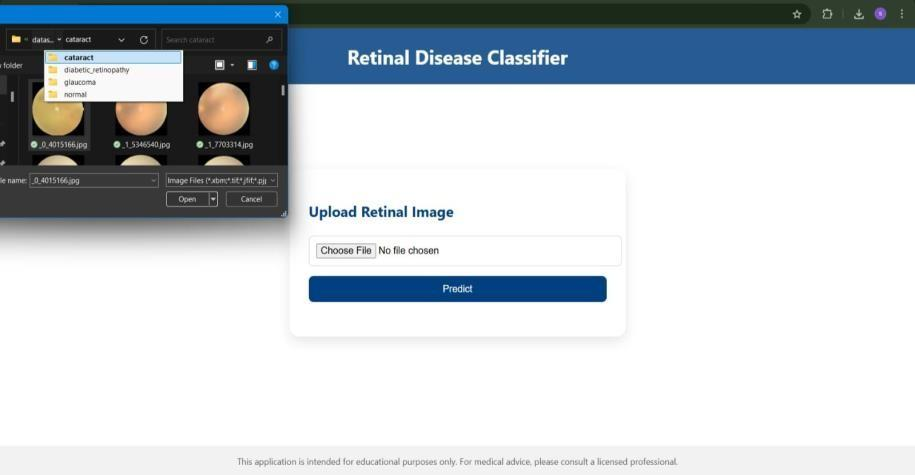 datas... cataract
Search cataract
folder
cataract
diabetic_retinopathy
glaucoma
normal
_0_4015166.jpg
_1_5346540.jpg
_1_7703314.jpg
le name: _0_4015166.jpg
Image Files (*.xbm;*.tif;*.jfif;*.pjp
Open
Cancel
Retinal Disease Classifier
Upload Retinal Image
Choose File No file chosen
Predict
This application is intended for educational purposes only. For medical advice, please consult a licensed professional.